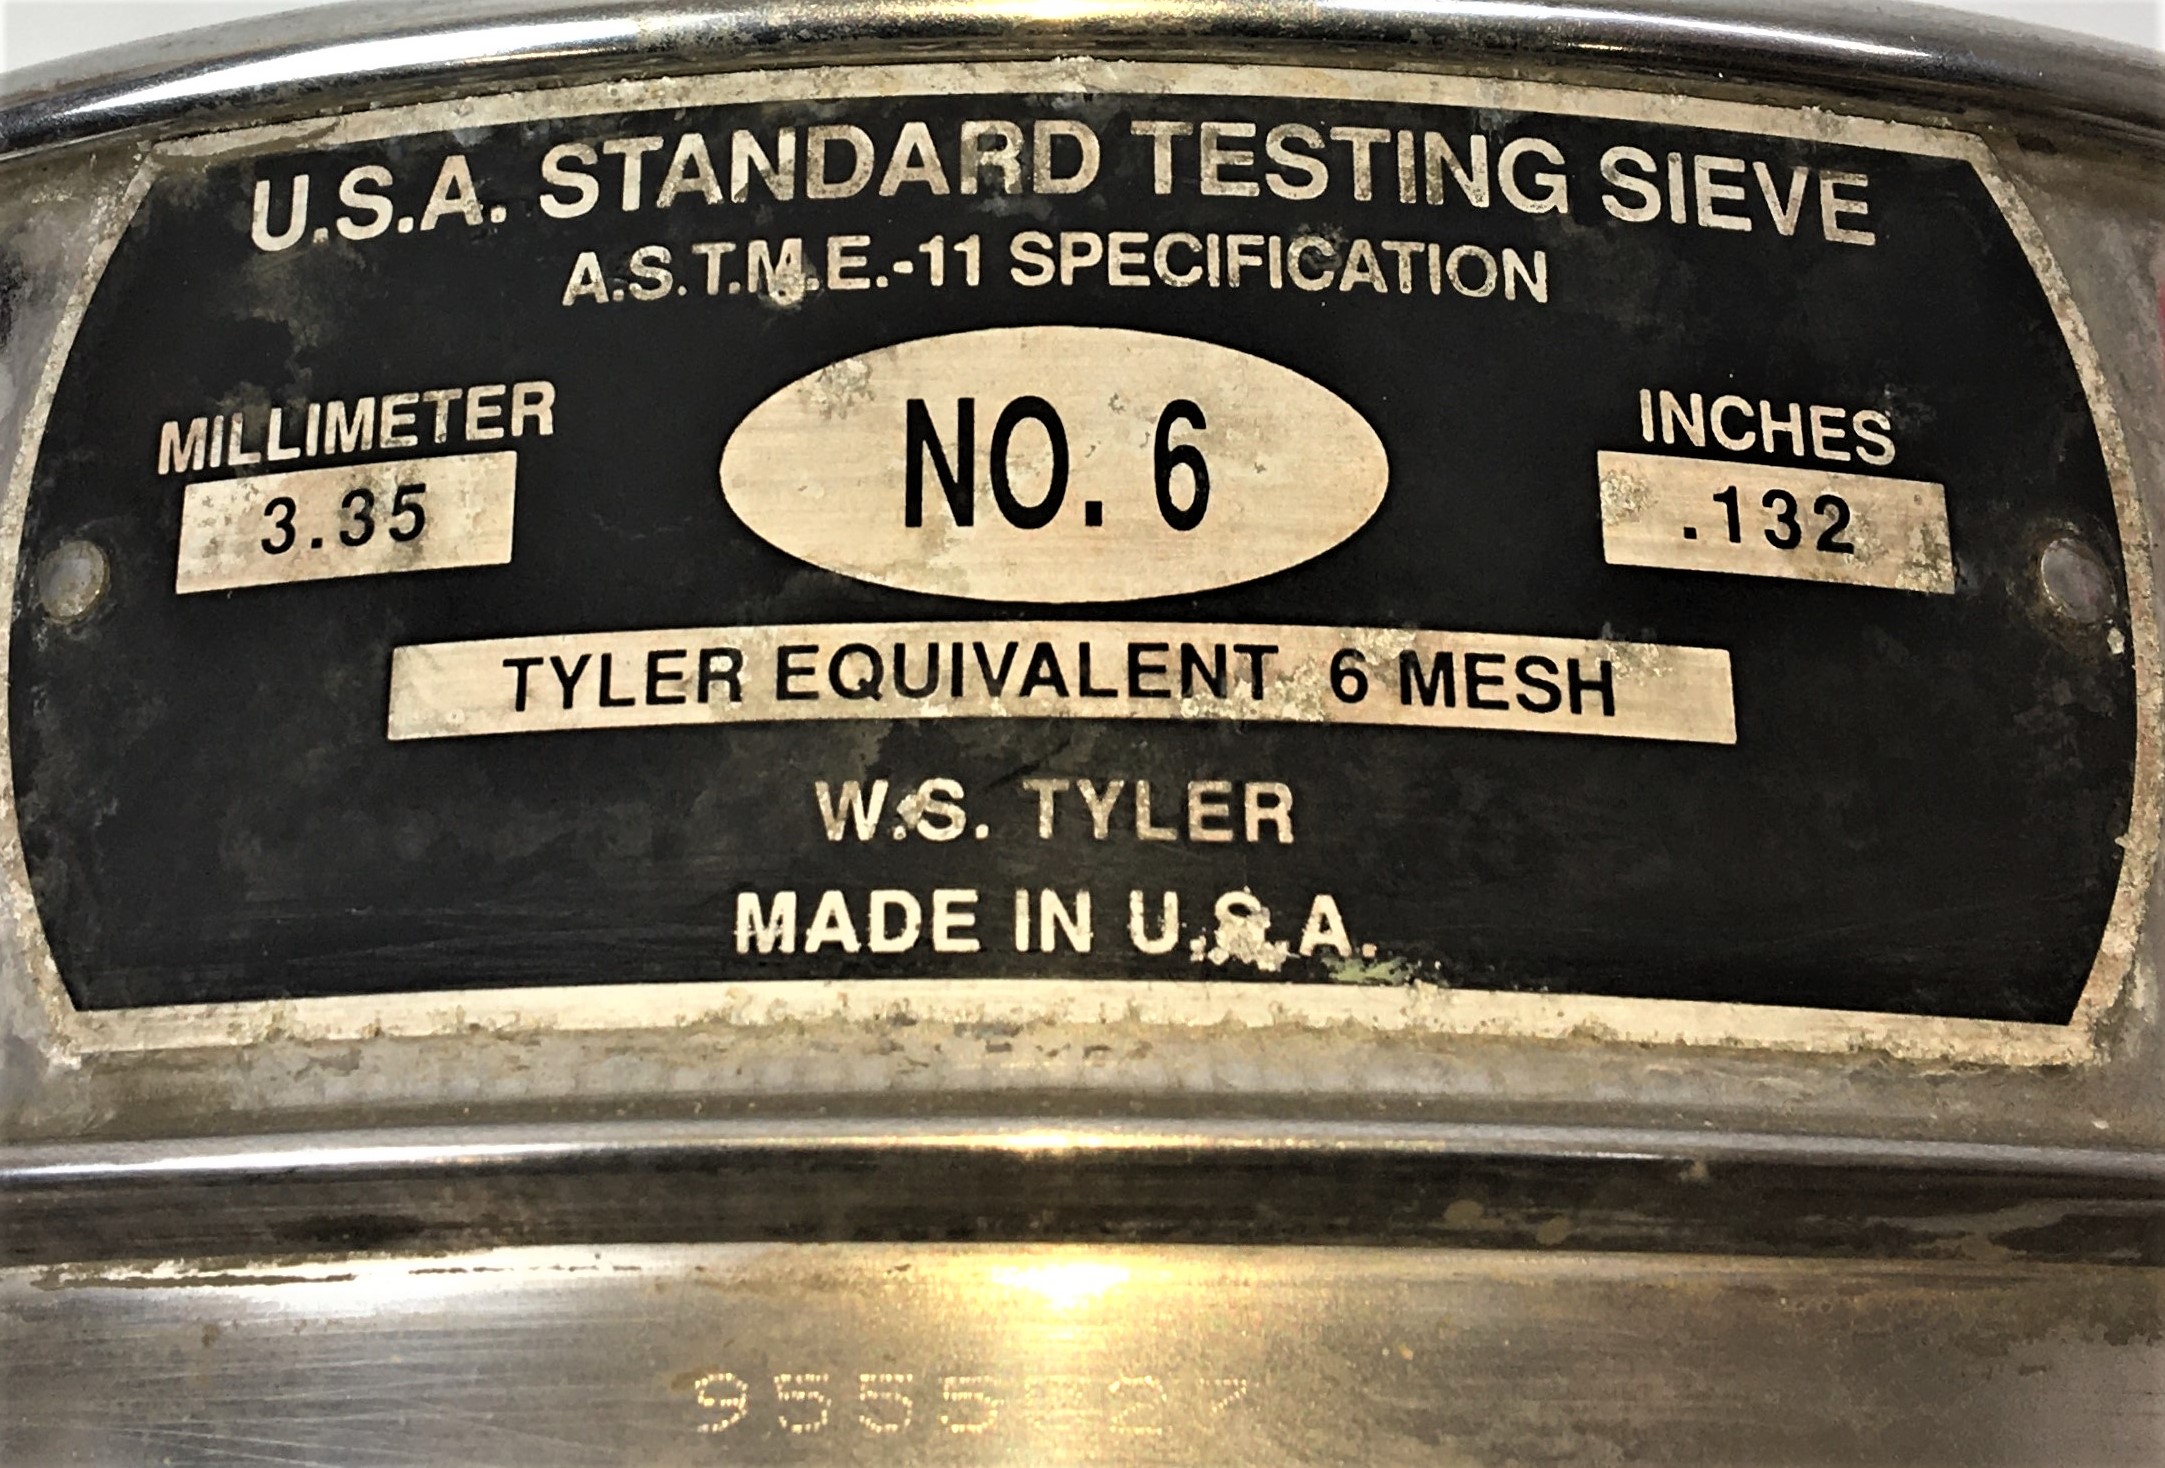 U.S.A. STANDARD TESTING SIEVE
A.S.T.M.E.-11 SPECIFICATION
MILLIMETER
3.35
NO. 6
INCHES
.132
TYLER EQUIVALENT 6 MESH
W.S. TYLER
MADE IN U.S.A.